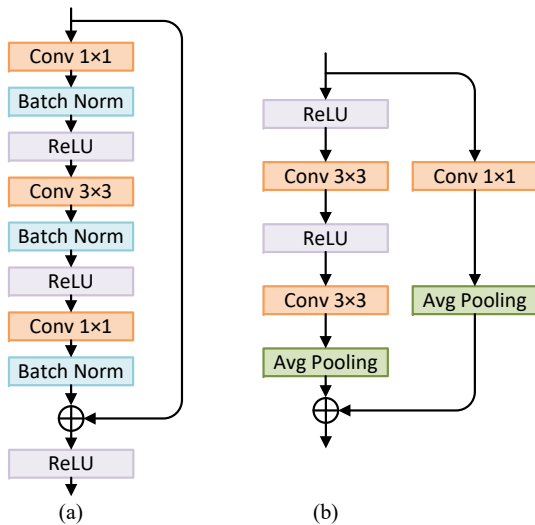 Conv 1×1
Batch Norm
ReLU
Conv 3×3
Batch Norm
ReLU
Conv 1×1
Batch Norm
ReLU
(a)
ReLU
Conv 3×3
ReLU
Conv 3×3
Avg Pooling
Conv 1×1
Avg Pooling
(b)